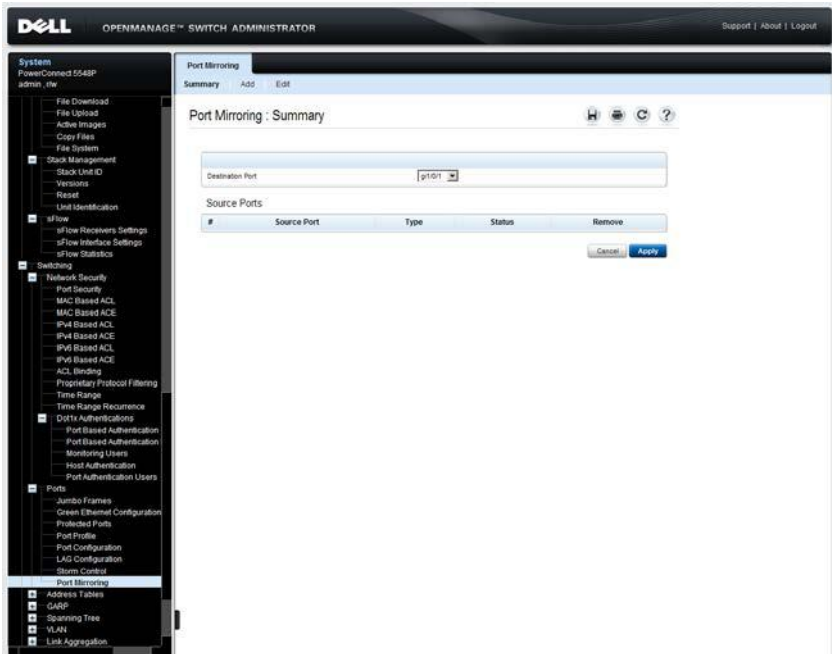 DELL OPENMANAGE™ SWITCH ADMINISTRATOR
Support | About | Logout
System
PowerConnect 5548P
admin , r/w
File Download
File Upload
Active Images
Copy Files
File System
Stack Management
Stack Unit ID
Versions
Reset
Unit Identification
sFlow
sFlow Receivers Settings
sFlow Interface Settings
sFlow Statistics
Switching
Network Security
Port Security
MAC Based ACL
MAC Based ACE
IPv4 Based ACL
IPv4 Based ACE
IPv6 Based ACL
IPv6 Based ACE
ACL Binding
Proprietary Protocol Filtering
Time Range
Time Range Recurrence
Dot1x Authentications
Port Based Authentication
Port Based Authentication
Monitoring Users
Host Authentication
Port Authentication Users
Ports
Jumbo Frames
Green Ethernet Configuration
Protected Ports
Port Profile
Port Configuration
LAG Configuration
Storm Control
Port Mirroring
Address Tables
GARP
Spanning Tree
VLAN
Link Aggregation
Port Mirroring
Summary Add Edit
Port Mirroring : Summary
Destination Port gi1/0/1
Source Ports
# Source Port Type Status Remove
Cancel Apply